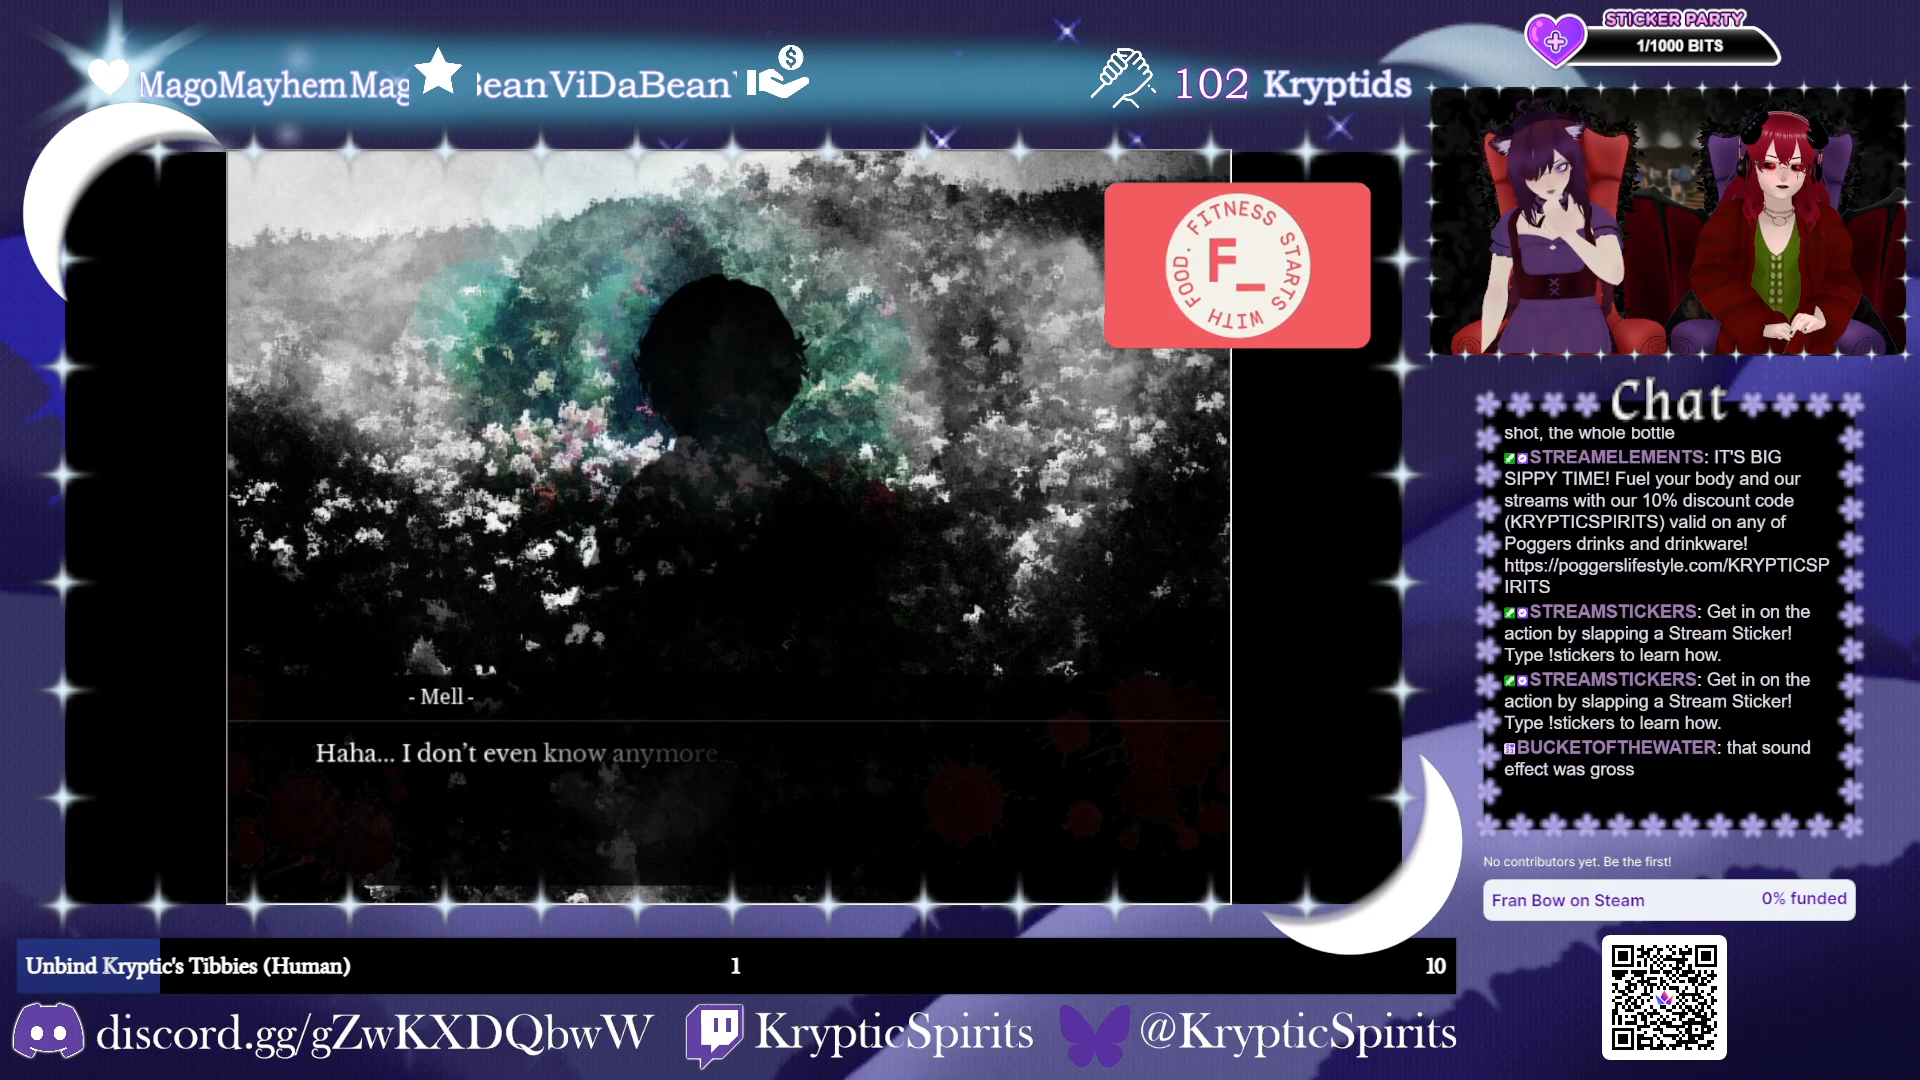 STICKER PARTY
1/1000 BITS
MagoMayhem Mag
BeanViDaBean
102 Kryptids
FITNESS STARTS WITH FOOD.
F_
Chat
shot, the whole bottle
STREAMELEMENTS: IT'S BIG
SIPPY TIME! Fuel your body and our
streams with our 10% discount code
(KRYPTICSPIRITS) valid on any of
Poggers drinks and drinkware!
https://poggerslifestyle.com/KRYPTICSP
IRITS
STREAMSTICKERS: Get in on the
action by slapping a Stream Sticker!
Type !stickers to learn how.
STREAMSTICKERS: Get in on the
action by slapping a Stream Sticker!
Type !stickers to learn how.
BUCKETOFTHEWATER: that sound
effect was gross
- Mell -
Haha... I don't even know anymore
No contributors yet. Be the first!
Fran Bow on Steam 0% funded
Unbind Kryptic's Tibbies (Human) 1 10
discord.gg/gZwKXDQbwW
KrypticSpirits
@KrypticSpirits